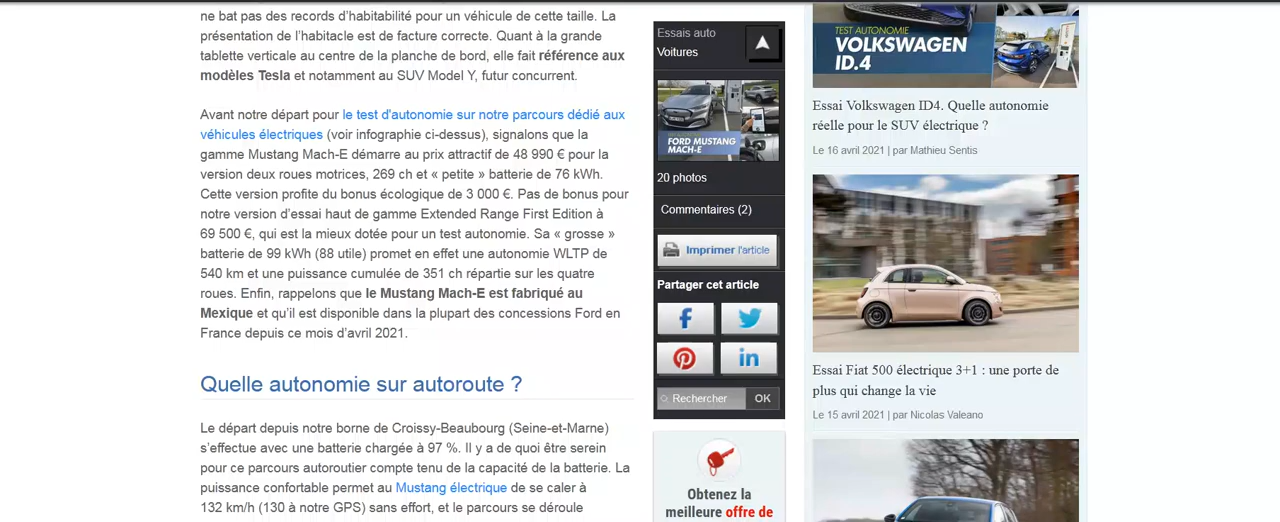 ne bat pas des records d’habitabilité pour un véhicule de cette taille. La
présentation de l’habitacle est de facture correcte. Quant à la grande
tablette verticale au centre de la planche de bord, elle fait référence aux
modèles Tesla et notamment au SUV Model Y, futur concurrent.
Avant notre départ pour le test d'autonomie sur notre parcours dédié aux
véhicules électriques (voir infographie ci-dessus), signalons que la
gamme Mustang Mach-E démarre au prix attractif de 48 990 € pour la
version deux roues motrices, 269 ch et « petite » batterie de 76 kWh.
Cette version profite du bonus écologique de 3 000 €. Pas de bonus pour
notre version d’essai haut de gamme Extended Range First Edition à
69 500 €, qui est la mieux dotée pour un test autonomie. Sa « grosse »
batterie de 99 kWh (88 utile) promet en effet une autonomie WLTP de
540 km et une puissance cumulée de 351 ch répartie sur les quatre
roues. Enfin, rappelons que le Mustang Mach-E est fabriqué au
Mexique et qu’il est disponible dans la plupart des concessions Ford en
France depuis ce mois d’avril 2021.
Quelle autonomie sur autoroute ?
Le départ depuis notre borne de Croissy-Beaubourg (Seine-et-Marne)
s’effectue avec une batterie chargée à 97 %. Il y a de quoi être serein
pour ce parcours autoroutier compte tenu de la capacité de la batterie. La
puissance confortable permet au Mustang électrique de se caler à
132 km/h (130 à notre GPS) sans effort, et le parcours se déroule
Essais auto
Voitures
FORD MUSTANG
MACH-E
20 photos
Commentaires (2)
Imprimer l'article
Partager cet article
Rechercher
OK
Obtenez la
meilleure offre de
TEST AUTONOMIE
VOLKSWAGEN
ID.4
Essai Volkswagen ID4. Quelle autonomie
réelle pour le SUV électrique ?
Le 16 avril 2021 | par Mathieu Sentis
Essai Fiat 500 électrique 3+1 : une porte de
plus qui change la vie
Le 15 avril 2021 | par Nicolas Valeano